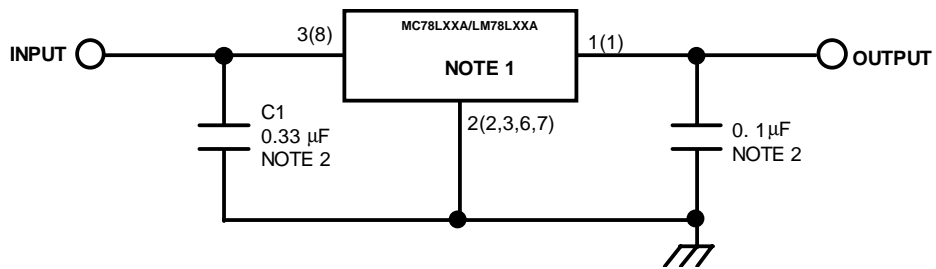 MC78LXXA/LM78LXXA
3(8)
1(1)
INPUT
NOTE 1
OUTPUT
C1
0.33 μF
NOTE 2
2(2,3,6,7)
0. 1μF
NOTE 2